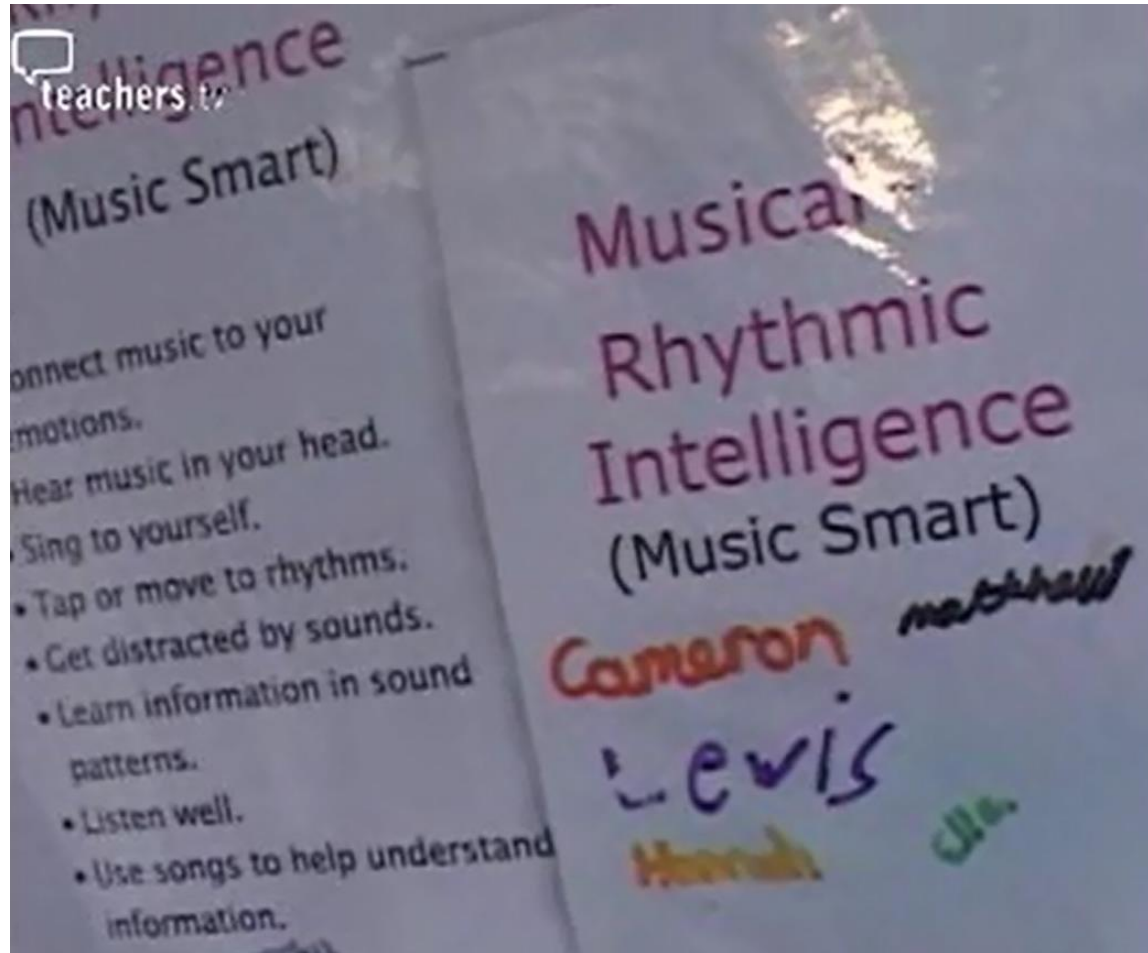 teachers.tv
Intelligence
(Music Smart)
onnect music to your
motions.
Hear music in your head.
• Sing to yourself.
• Tap or move to rhythms.
• Get distracted by sounds.
• Learn information in sound
patterns.
• Listen well.
• Use songs to help understand
information.
Musical
Rhythmic
Intelligence
(Music Smart)
Cameron matthew
Lewis
Hannah